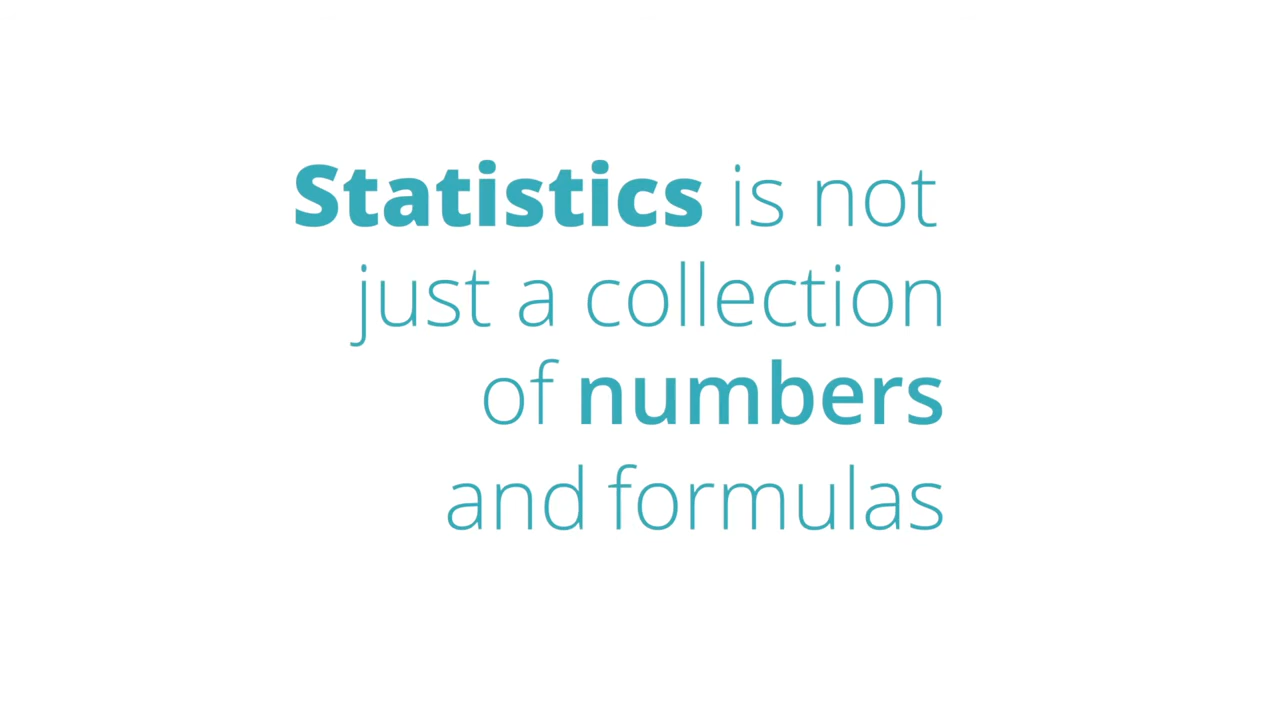 Statistics is not
just a collection
of numbers
and formulas